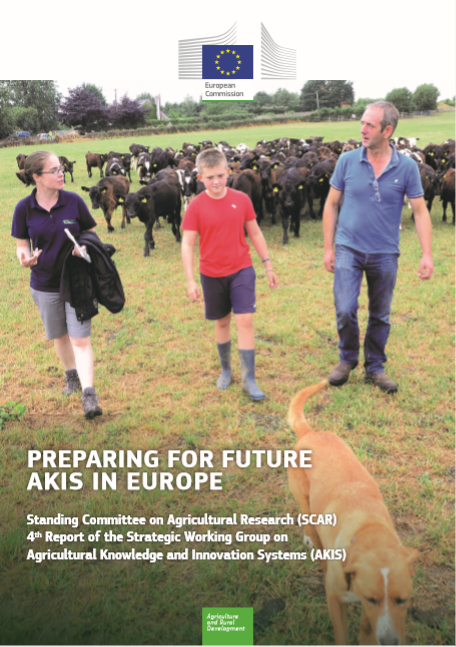 European
Commission
PREPARING FOR FUTURE
AKIS IN EUROPE
Standing Committee on Agricultural Research (SCAR)
4th Report of the Strategic Working Group on
Agricultural Knowledge and Innovation Systems (AKIS)
Agriculture
and Rural
Development